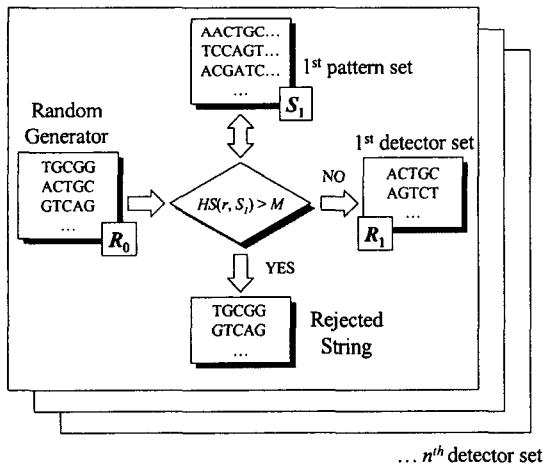 AACTGC...
TCCAGT...
ACGATC...
...
S₁
1ˢᵗ pattern set
Random
Generator
TGCGG
ACTGC
GTCAG
...
R₀
HS(r, S₁) > M
NO
1ˢᵗ detector set
ACTGC
AGTCT
...
R₁
YES
TGCGG
GTCAG
...
Rejected
String
... nᵗʰ detector set